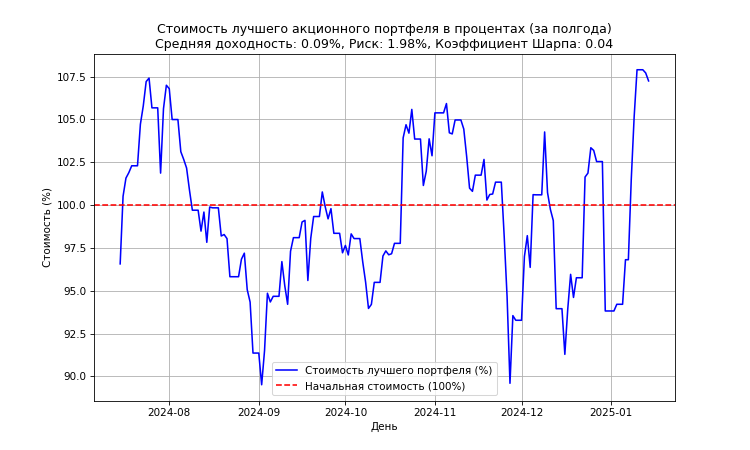 Стоимость лучшего акционного портфеля в процентах (за полгода)
Средняя доходность: 0.09%, Риск: 1.98%, Коэффициент Шарпа: 0.04
Стоимость (%)
107.5
105.0
102.5
100.0
97.5
95.0
92.5
90.0
Стоимость лучшего портфеля (%)
Начальная стоимость (100%)
2024-08
2024-09
2024-10
2024-11
2024-12
2025-01
День